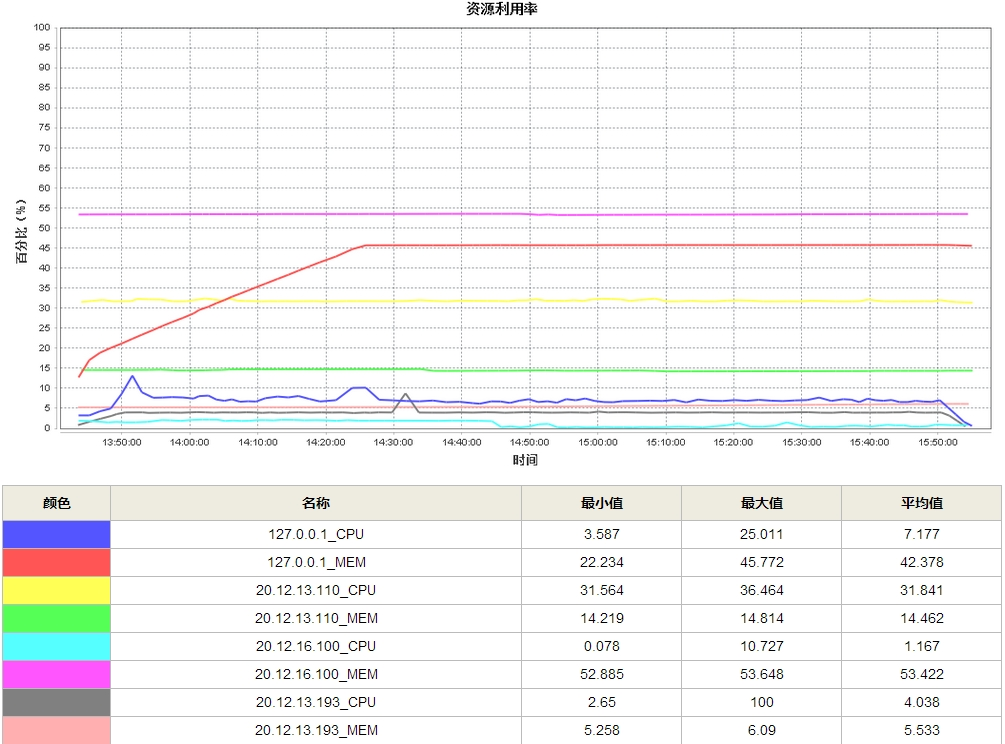 资源利用率
百分比（%）
100
95
90
85
80
75
70
65
60
55
50
45
40
35
30
25
20
15
10
5
0
13:50:00 14:00:00 14:10:00 14:20:00 14:30:00 14:40:00 14:50:00 15:00:00 15:10:00 15:20:00 15:30:00 15:40:00 15:50:00
时间
颜色 名称 最小值 最大值 平均值
127.0.0.1_CPU 3.587 25.011 7.177
127.0.0.1_MEM 22.234 45.772 42.378
20.12.13.110_CPU 31.564 36.464 31.841
20.12.13.110_MEM 14.219 14.814 14.462
20.12.16.100_CPU 0.078 10.727 1.167
20.12.16.100_MEM 52.885 53.648 53.422
20.12.13.193_CPU 2.65 100 4.038
20.12.13.193_MEM 5.258 6.09 5.533